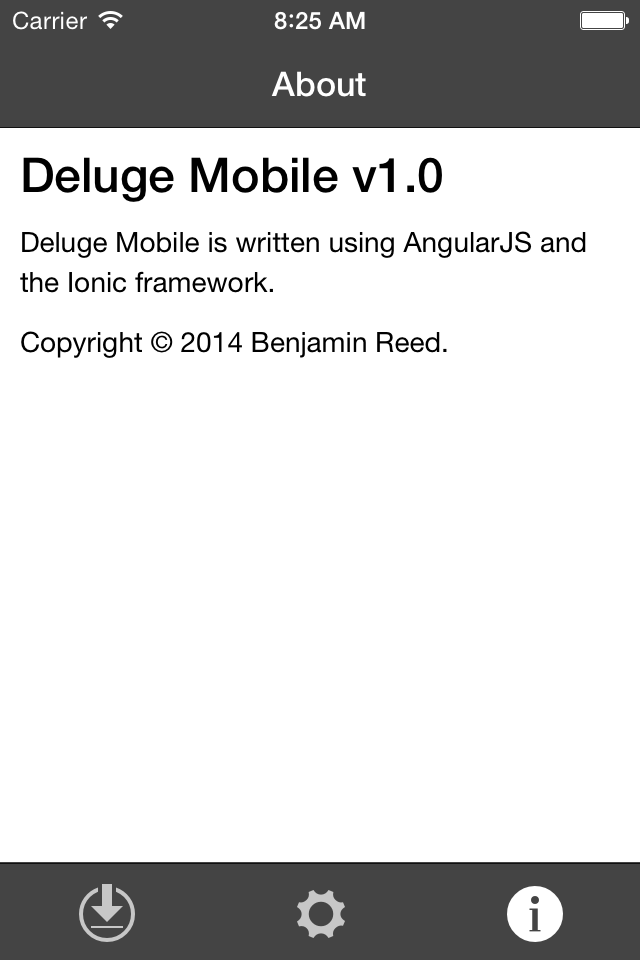 Carrier 8:25 AM
About
Deluge Mobile v1.0
Deluge Mobile is written using AngularJS and
the Ionic framework.
Copyright © 2014 Benjamin Reed.